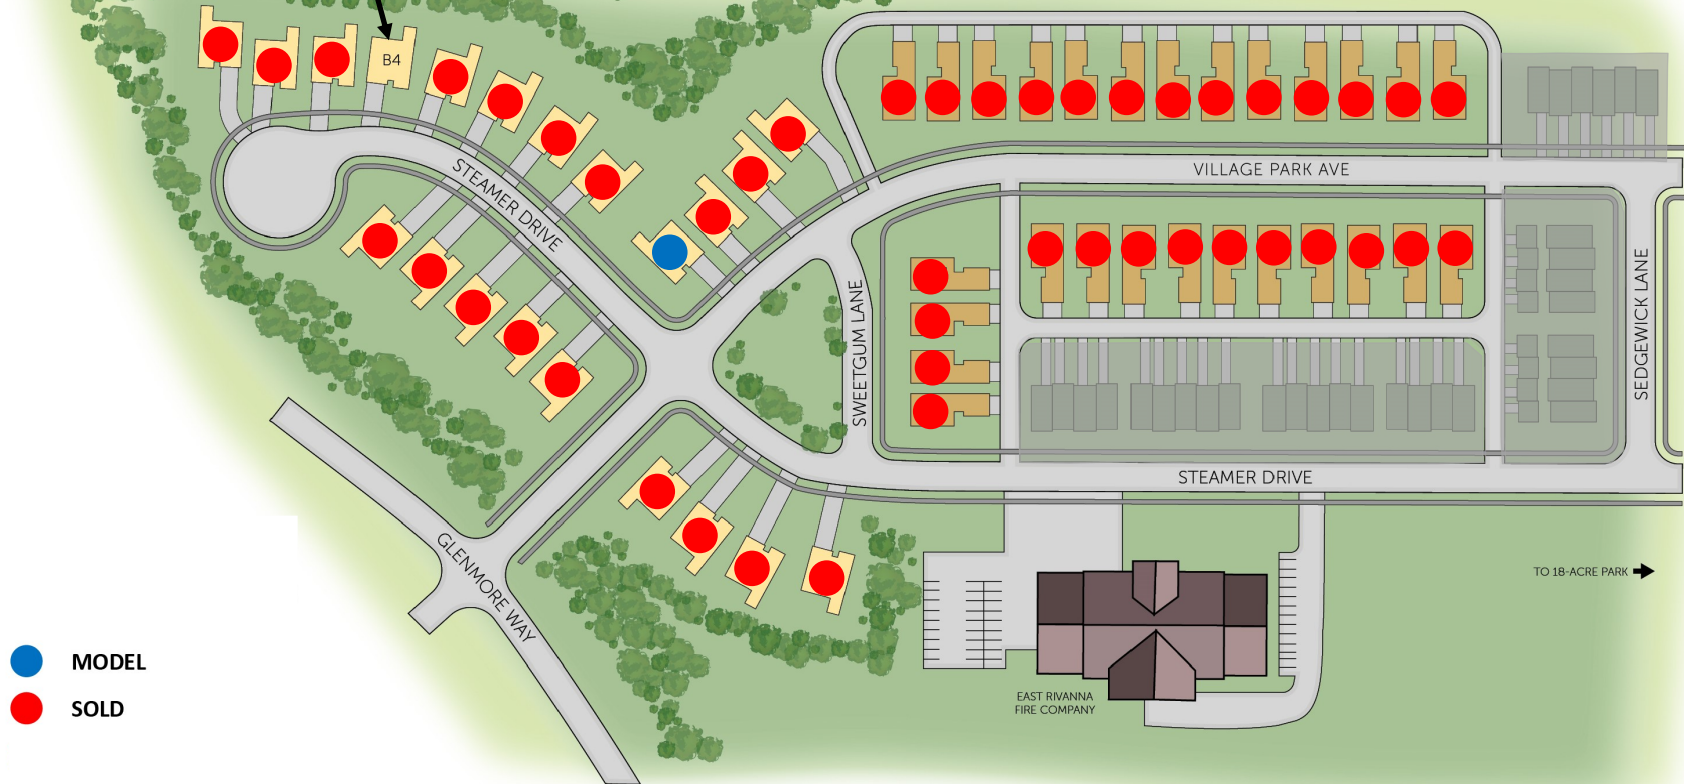 B4
STEAMER DRIVE
VILLAGE PARK AVE
SWEETGUM LANE
SEDGEWICK LANE
STEAMER DRIVE
GLENMORE WAY
TO 18-ACRE PARK
EAST RIVANNA
FIRE COMPANY
MODEL
SOLD